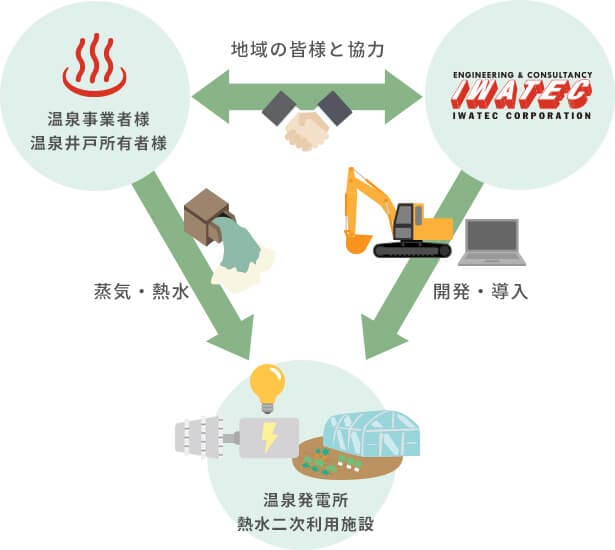 地域の皆様と協力
温泉事業者様
温泉井戸所有者様
ENGINEERING & CONSULTANCY
IWATEC
IWATEC CORPORATION
蒸気・熱水
開発・導入
温泉発電所
熱水二次利用施設